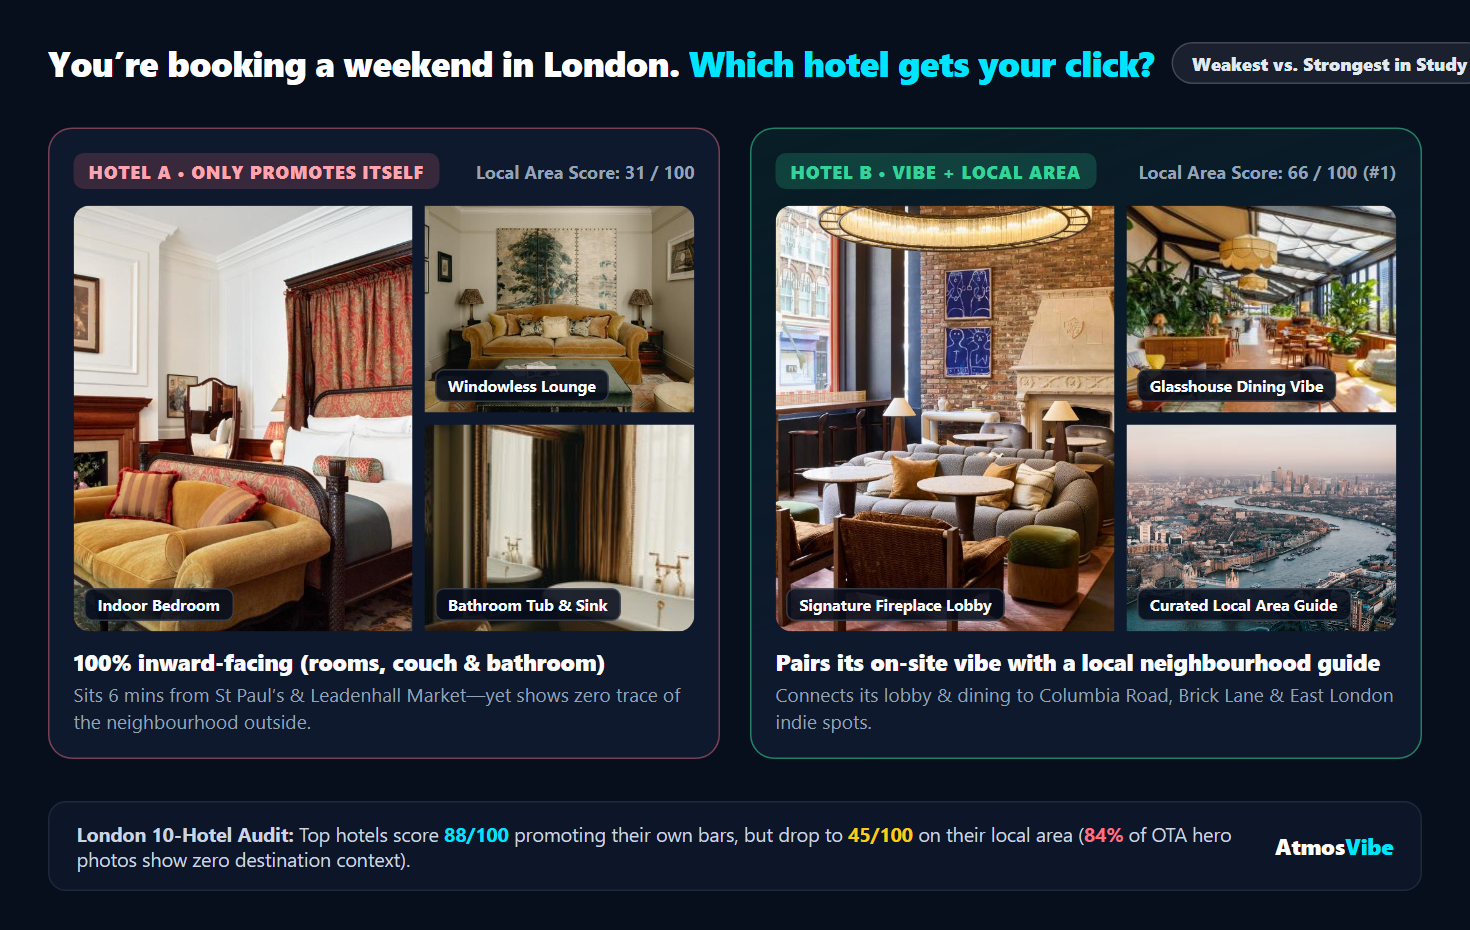 You′re booking a weekend in London. Which hotel gets your click?
Weakest vs. Strongest in Study
HOTEL A • ONLY PROMOTES ITSELF
Local Area Score: 31 / 100
Windowless Lounge
Indoor Bedroom
Bathroom Tub & Sink
100% inward-facing (rooms, couch & bathroom)
Sits 6 mins from St Paul's & Leadenhall Market—yet shows zero trace of
the neighbourhood outside.
HOTEL B • VIBE + LOCAL AREA
Local Area Score: 66 / 100 (#1)
Glasshouse Dining Vibe
Signature Fireplace Lobby
Curated Local Area Guide
Pairs its on-site vibe with a local neighbourhood guide
Connects its lobby & dining to Columbia Road, Brick Lane & East London
indie spots.
London 10-Hotel Audit: Top hotels score 88/100 promoting their own bars, but drop to 45/100 on their local area (84% of OTA hero
photos show zero destination context).
AtmosVibe